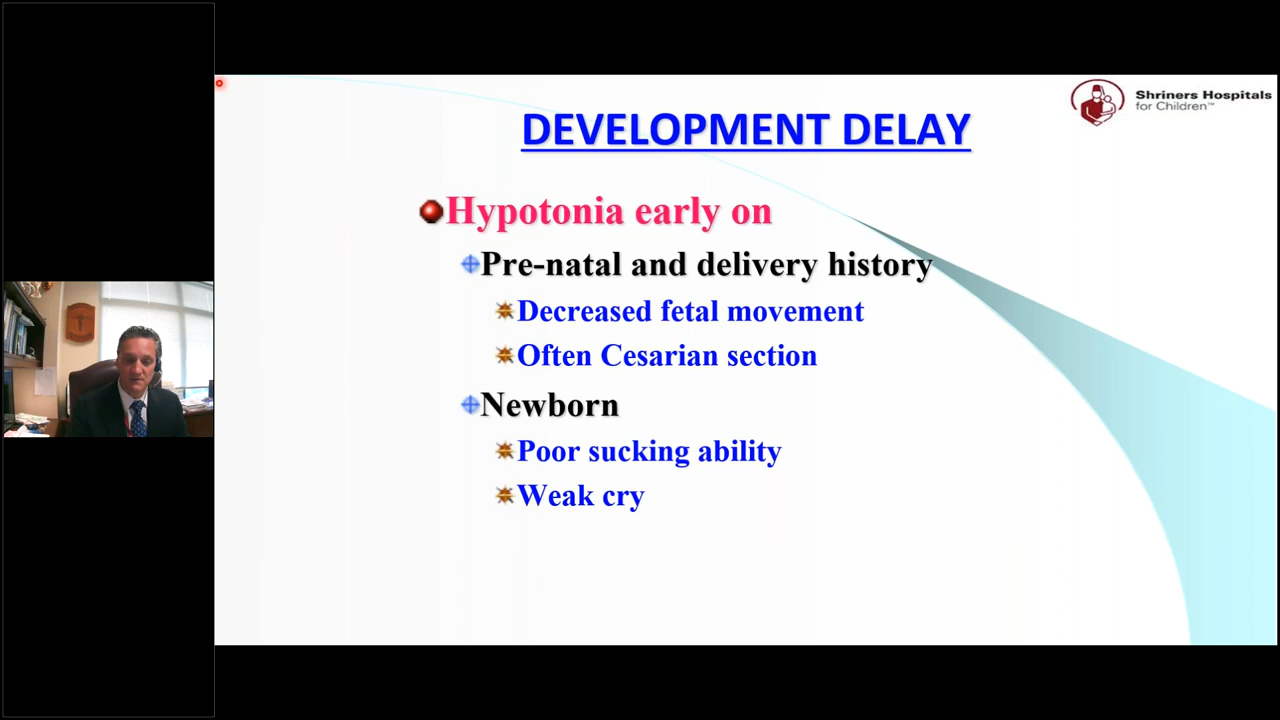 Shriners Hospitals
for Children™
DEVELOPMENT DELAY
Hypotonia early on
Pre-natal and delivery history
Decreased fetal movement
Often Cesarian section
Newborn
Poor sucking ability
Weak cry